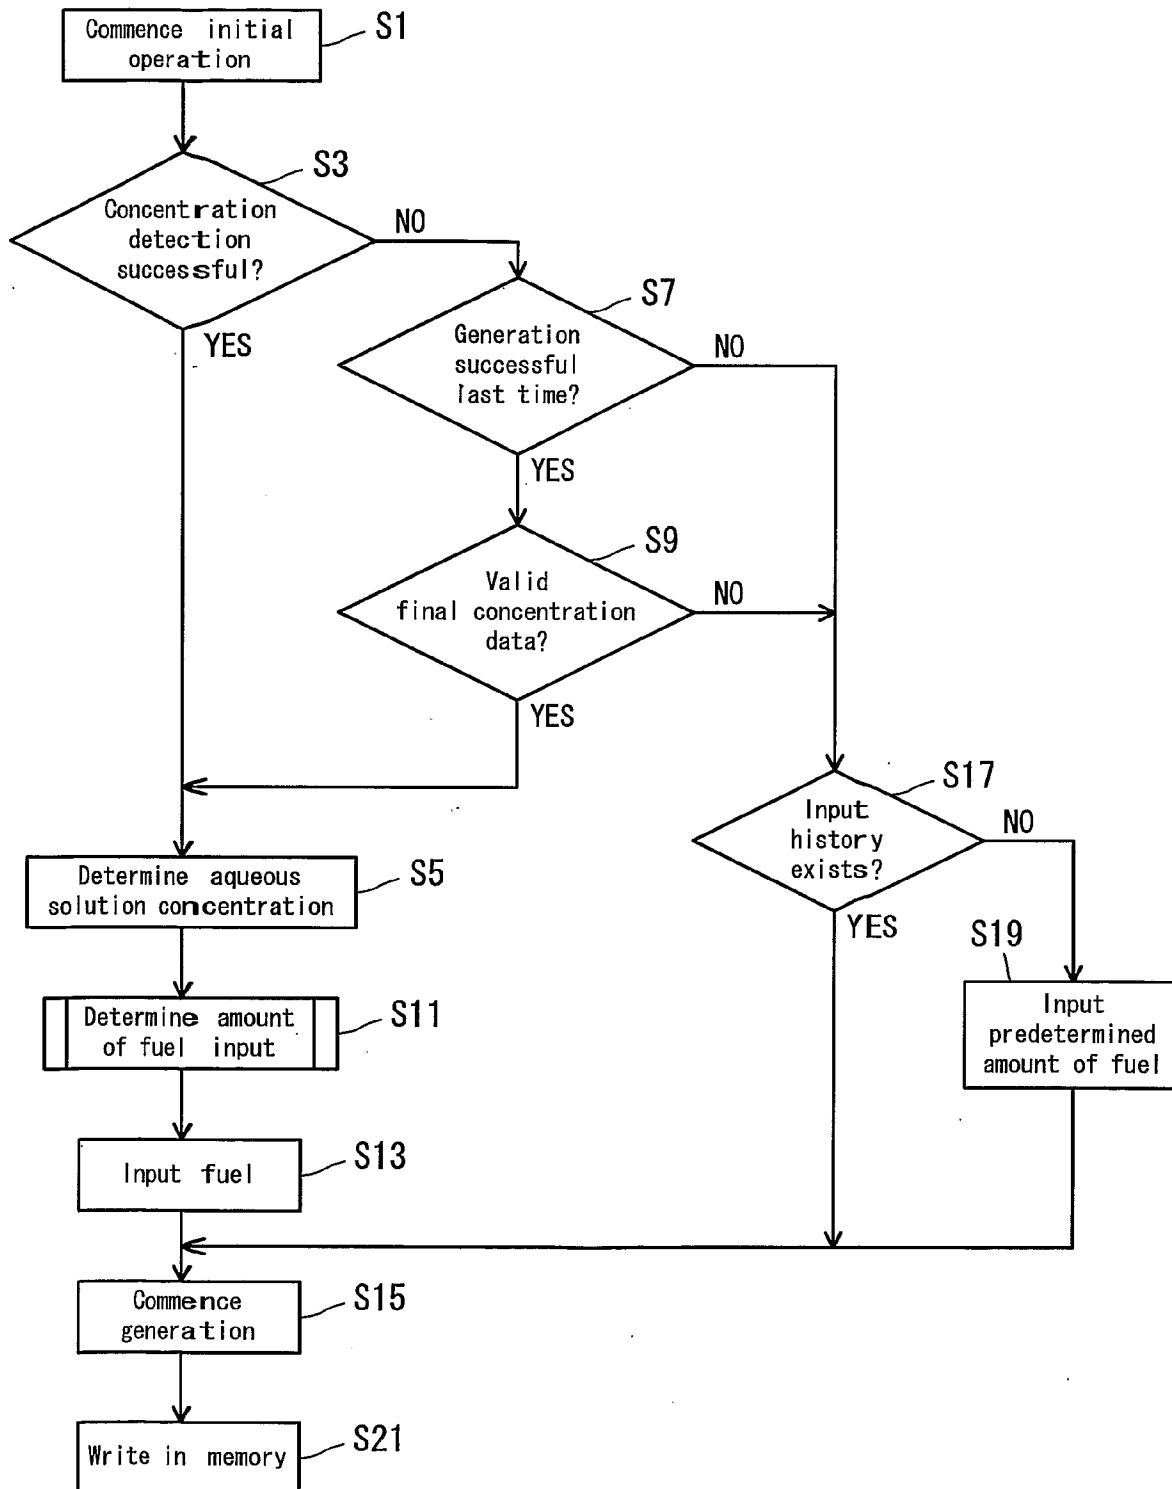 Commence initial
operation
S1
Concentration
detection
successful?
S3
NO
YES
Generation
successful
last time?
S7
NO
YES
Valid
final concentration
data?
S9
NO
YES
Input
history
exists?
S17
NO
YES
Determine aqueous
solution concentration
S5
S19
Input
predetermined
amount of fuel
Determine amount
of fuel input
S11
Input fuel
S13
Commence
generation
S15
Write in memory
S21